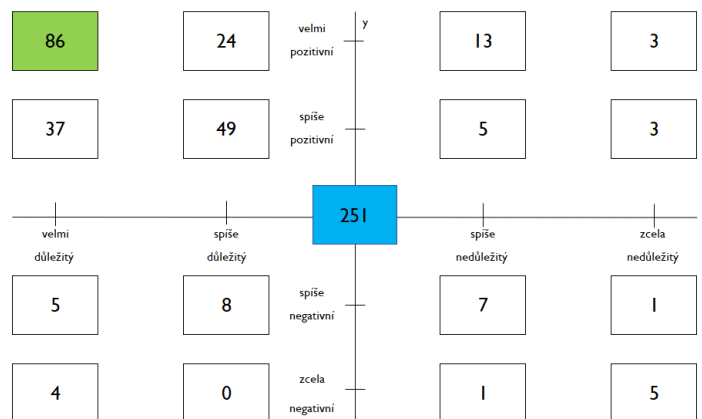 velmi y
86 24 pozitivní 13 3
spíše
37 49 pozitivní 5 3
251
velmi spíše spíše zcela
důležitý důležitý nedůležitý nedůležitý
spíše
5 8 negativní 7 1
zcela
4 0 negativní 1 5